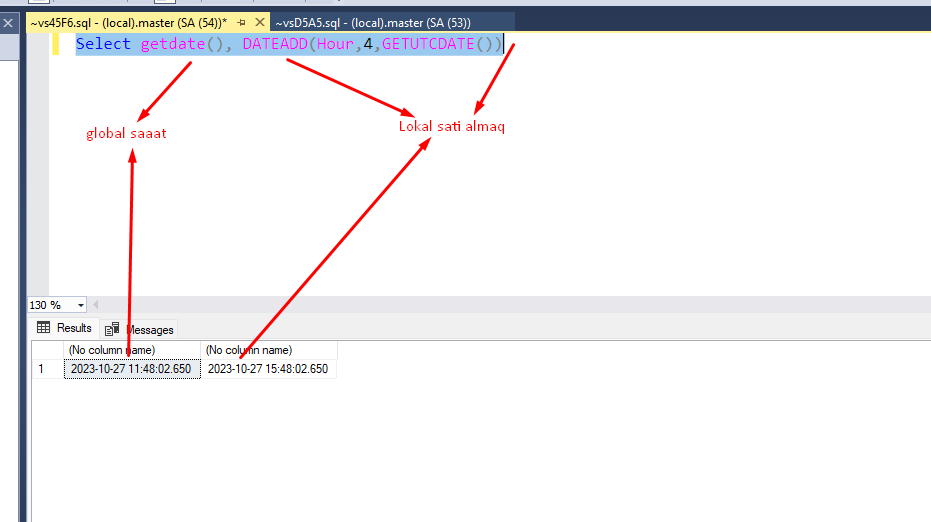 ~vs45F6.sql - (local).master (SA (54))* ~vsD5A5.sql - (local).master (SA (53))
Select getdate(), DATEADD(Hour,4,GETUTCDATE())
global saaat
Lokal sati almaq
130 %
Results Messages
(No column name) (No column name)
1 2023-10-27 11:48:02.650 2023-10-27 15:48:02.650